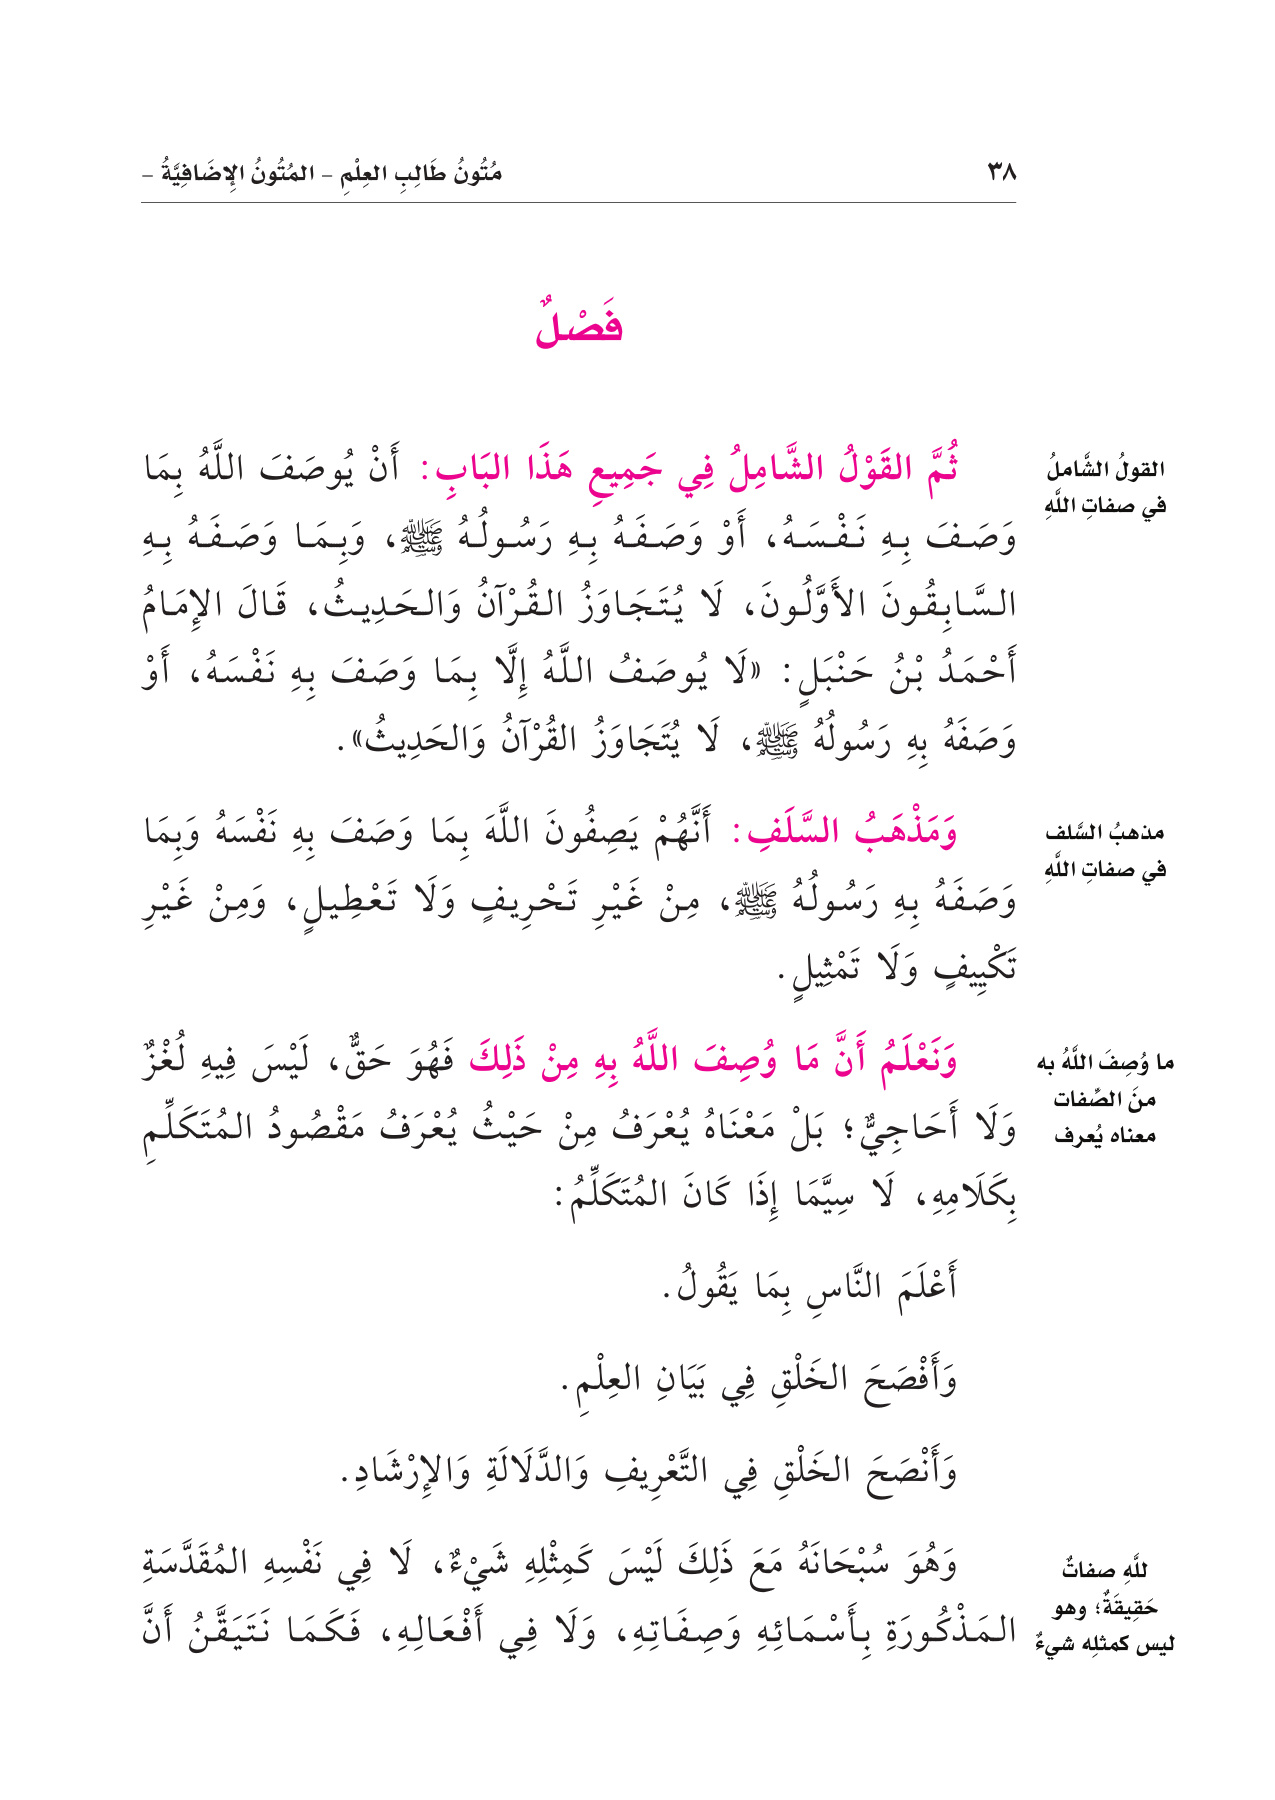 ٣٨
مُتُونُ طَالِبِ العِلْمِ – المُتُونُ الإِضَافِيَّةُ –
فَصْلٌ
القولُ الشَّاملُ
في صفاتِ اللَّهِ
ثُمَّ القَوْلُ الشَّامِلُ فِي جَمِيعِ هَذَا البَابِ: أَنْ يُوصَفَ اللَّهُ بِمَا
وَصَفَ بِهِ نَفْسَهُ، أَوْ وَصَفَهُ بِهِ رَسُولُهُ ﷺ، وَبِمَا وَصَفَهُ بِهِ
السَّابِقُونَ الأَوَّلُونَ، لَا يُتَجَاوَزُ القُرْآنُ وَالحَدِيثُ، قَالَ الإِمَامُ
أَحْمَدُ بْنُ حَنْبَلٍ: «لَا يُوصَفُ اللَّهُ إِلَّا بِمَا وَصَفَ بِهِ نَفْسَهُ، أَوْ
وَصَفَهُ بِهِ رَسُولُهُ ﷺ، لَا يُتَجَاوَزُ القُرْآنُ وَالحَدِيثُ».
مذهبُ السَّلف
في صفاتِ اللَّهِ
وَمَذْهَبُ السَّلَفِ: أَنَّهُمْ يَصِفُونَ اللَّهَ بِمَا وَصَفَ بِهِ نَفْسَهُ وَبِمَا
وَصَفَهُ بِهِ رَسُولُهُ ﷺ، مِنْ غَيْرِ تَحْرِيفٍ وَلَا تَعْطِيلٍ، وَمِنْ غَيْرِ
تَكْيِيفٍ وَلَا تَمْثِيلٍ.
ما وُصِفَ اللَّهُ به
منَ الصِّفات
معناه يُعرف
وَنَعْلَمُ أَنَّ مَا وُصِفَ اللَّهُ بِهِ مِنْ ذَلِكَ فَهُوَ حَقٌّ، لَيْسَ فِيهِ لُغْزٌ
وَلَا أَحَاجِيٌّ؛ بَلْ مَعْنَاهُ يُعْرَفُ مِنْ حَيْثُ يُعْرَفُ مَقْصُودُ المُتَكَلِّمِ
بِكَلَامِهِ، لَا سِيَّمَا إِذَا كَانَ المُتَكَلِّمُ:
أَعْلَمَ النَّاسِ بِمَا يَقُولُ.
وَأَفْصَحَ الخَلْقِ فِي بَيَانِ العِلْمِ.
وَأَنْصَحَ الخَلْقِ فِي التَّعْرِيفِ وَالدَّلَالَةِ وَالإِرْشَادِ.
للَّهِ صفاتٌ
حَقِيقَةٌ؛ وهو
ليس كمثلِه شيءٌ
وَهُوَ سُبْحَانَهُ مَعَ ذَلِكَ لَيْسَ كَمِثْلِهِ شَيْءٌ، لَا فِي نَفْسِهِ المُقَدَّسَةِ
المَذْكُورَةِ بِأَسْمَائِهِ وَصِفَاتِهِ، وَلَا فِي أَفْعَالِهِ، فَكَمَا نَتَيَقَّنُ أَنَّ